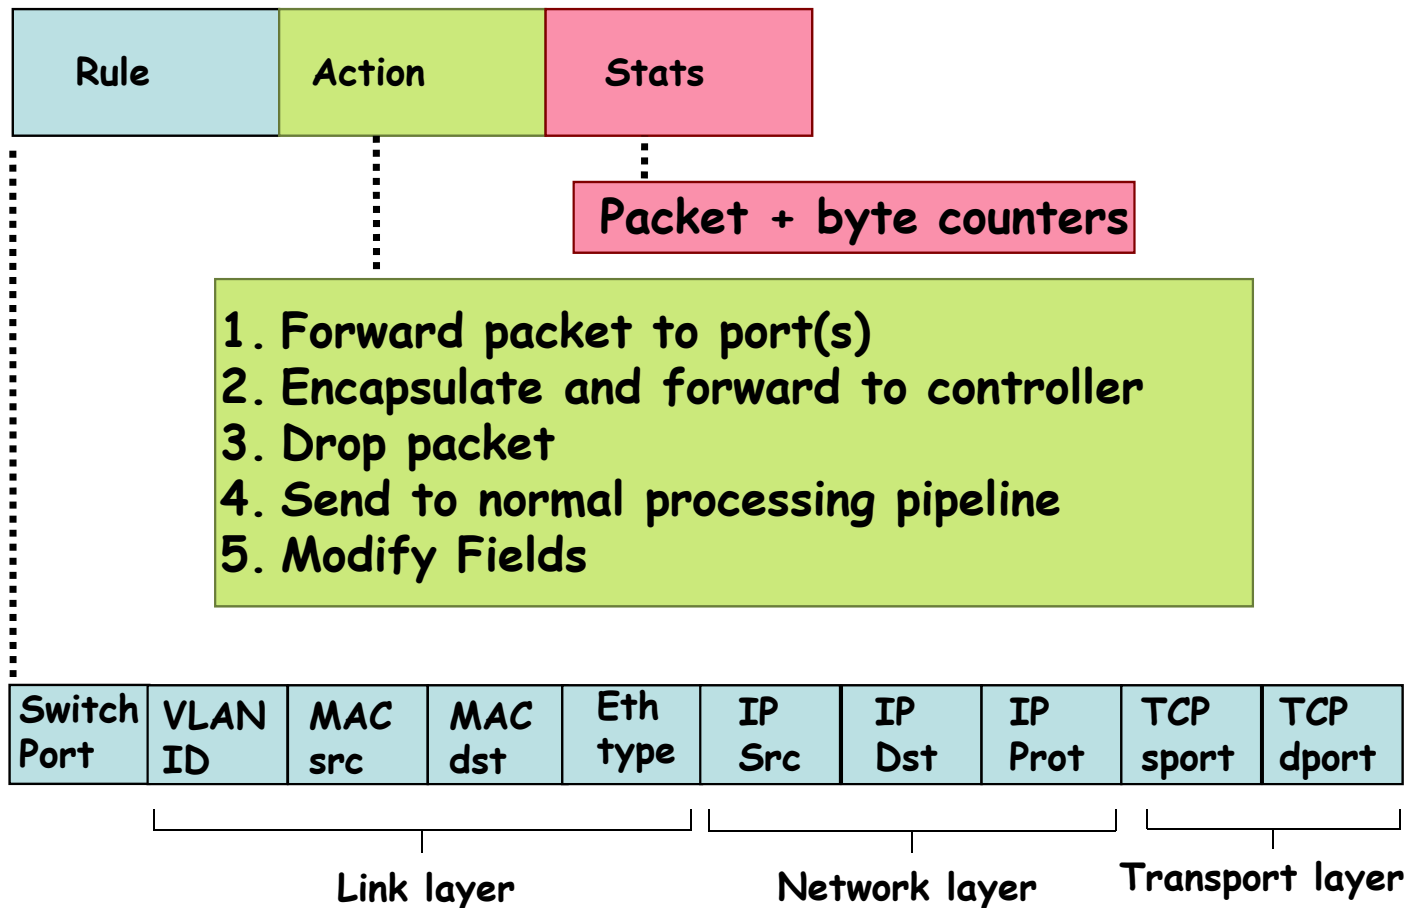 Rule
Action
Stats
Packet + byte counters
1. Forward packet to port(s)
2. Encapsulate and forward to controller
3. Drop packet
4. Send to normal processing pipeline
5. Modify Fields
Switch
Port
VLAN
ID
MAC
src
MAC
dst
Eth
type
IP
Src
IP
Dst
IP
Prot
TCP
sport
TCP
dport
Link layer
Network layer
Transport layer